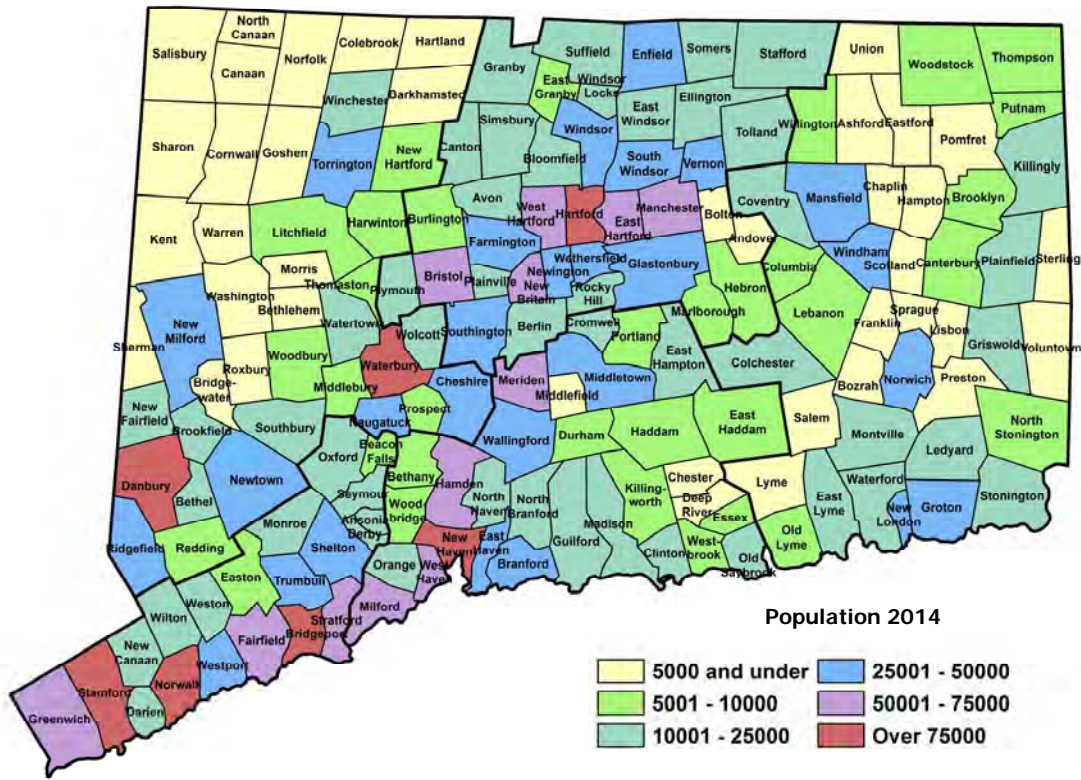 North
Canaan
Colebrook
Hartland
Salisbury
Canaan
Norfolk
Suffield
Enfield
Somers
Stafford
Union
Woodstock
Thompson
Granby
East
Granby
Windsor
Locks
Winchester
Barkhamsted
East
Windsor
Ellington
Putnam
Simsbury
Windsor
Willington
Ashford
Eastford
Pomfret
Tolland
Sharon
Cornwall
Goshen
Torrington
New
Hartford
Canton
Bloomfield
South
Windsor
Vernon
Killingly
Avon
West
Hartford
Hartford
East
Hartford
Manchester
Bolton
Coventry
Mansfield
Chaplin
Hampton
Brooklyn
Kent
Warren
Litchfield
Harwinton
Burlington
Farmington
Andover
Windham
Scotland
Canterbury
Plainfield
Sterling
Morris
Thomaston
Plymouth
Bristol
Plainville
Newington
New
Britain
Wethersfield
Glastonbury
Rocky
Hill
Hebron
Columbia
Washington
Bethlehem
Watertown
Marlborough
Lebanon
Sprague
Franklin
Lisbon
Griswold
Voluntown
New
Milford
Sherman
Woodbury
Wolcott
Southington
Berlin
Cromwell
Portland
East
Hampton
Colchester
Roxbury
Waterbury
Bridge-
water
Middlebury
Cheshire
Meriden
Middletown
Middlefield
Bozrah
Norwich
Preston
New
Fairfield
Brookfield
Southbury
Naugatuck
Prospect
Wallingford
Durham
Haddam
East
Haddam
Salem
Montville
North
Stonington
Beacon
Falls
Oxford
Bethany
Ledyard
Danbury
Bethel
Newtown
Seymour
Hamden
Wood-
bridge
North
Haven
North
Branford
Killing-
worth
Chester
Deep
River
Lyme
Waterford
East
Lyme
New
London
Groton
Stonington
Ansonia
Derby
Madison
Guilford
Essex
Ridgefield
Redding
Monroe
Shelton
New
Haven
East
Haven
Branford
Clinton
West-
brook
Old
Saybrook
Old
Lyme
Orange
West
Haven
Easton
Trumbull
Milford
Wilton
Weston
Fairfield
Bridgeport
Stratford
New
Canaan
Westport
Norwalk
Stamford
Darien
Greenwich
Population 2014
5000 and under
5001 - 10000
10001 - 25000
25001 - 50000
50001 - 75000
Over 75000